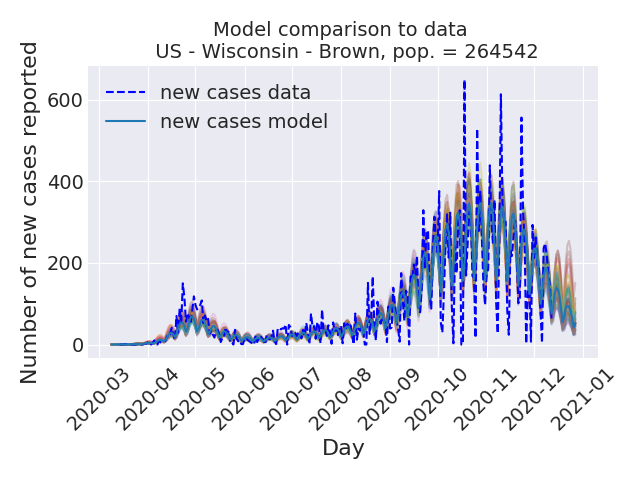 Model comparison to data
US - Wisconsin - Brown, pop. = 264542
Number of new cases reported
600
400
200
0
new cases data
new cases model
2020-03
2020-04
2020-05
2020-06
2020-07
2020-08
2020-09
2020-10
2020-11
2020-12
2021-01
Day